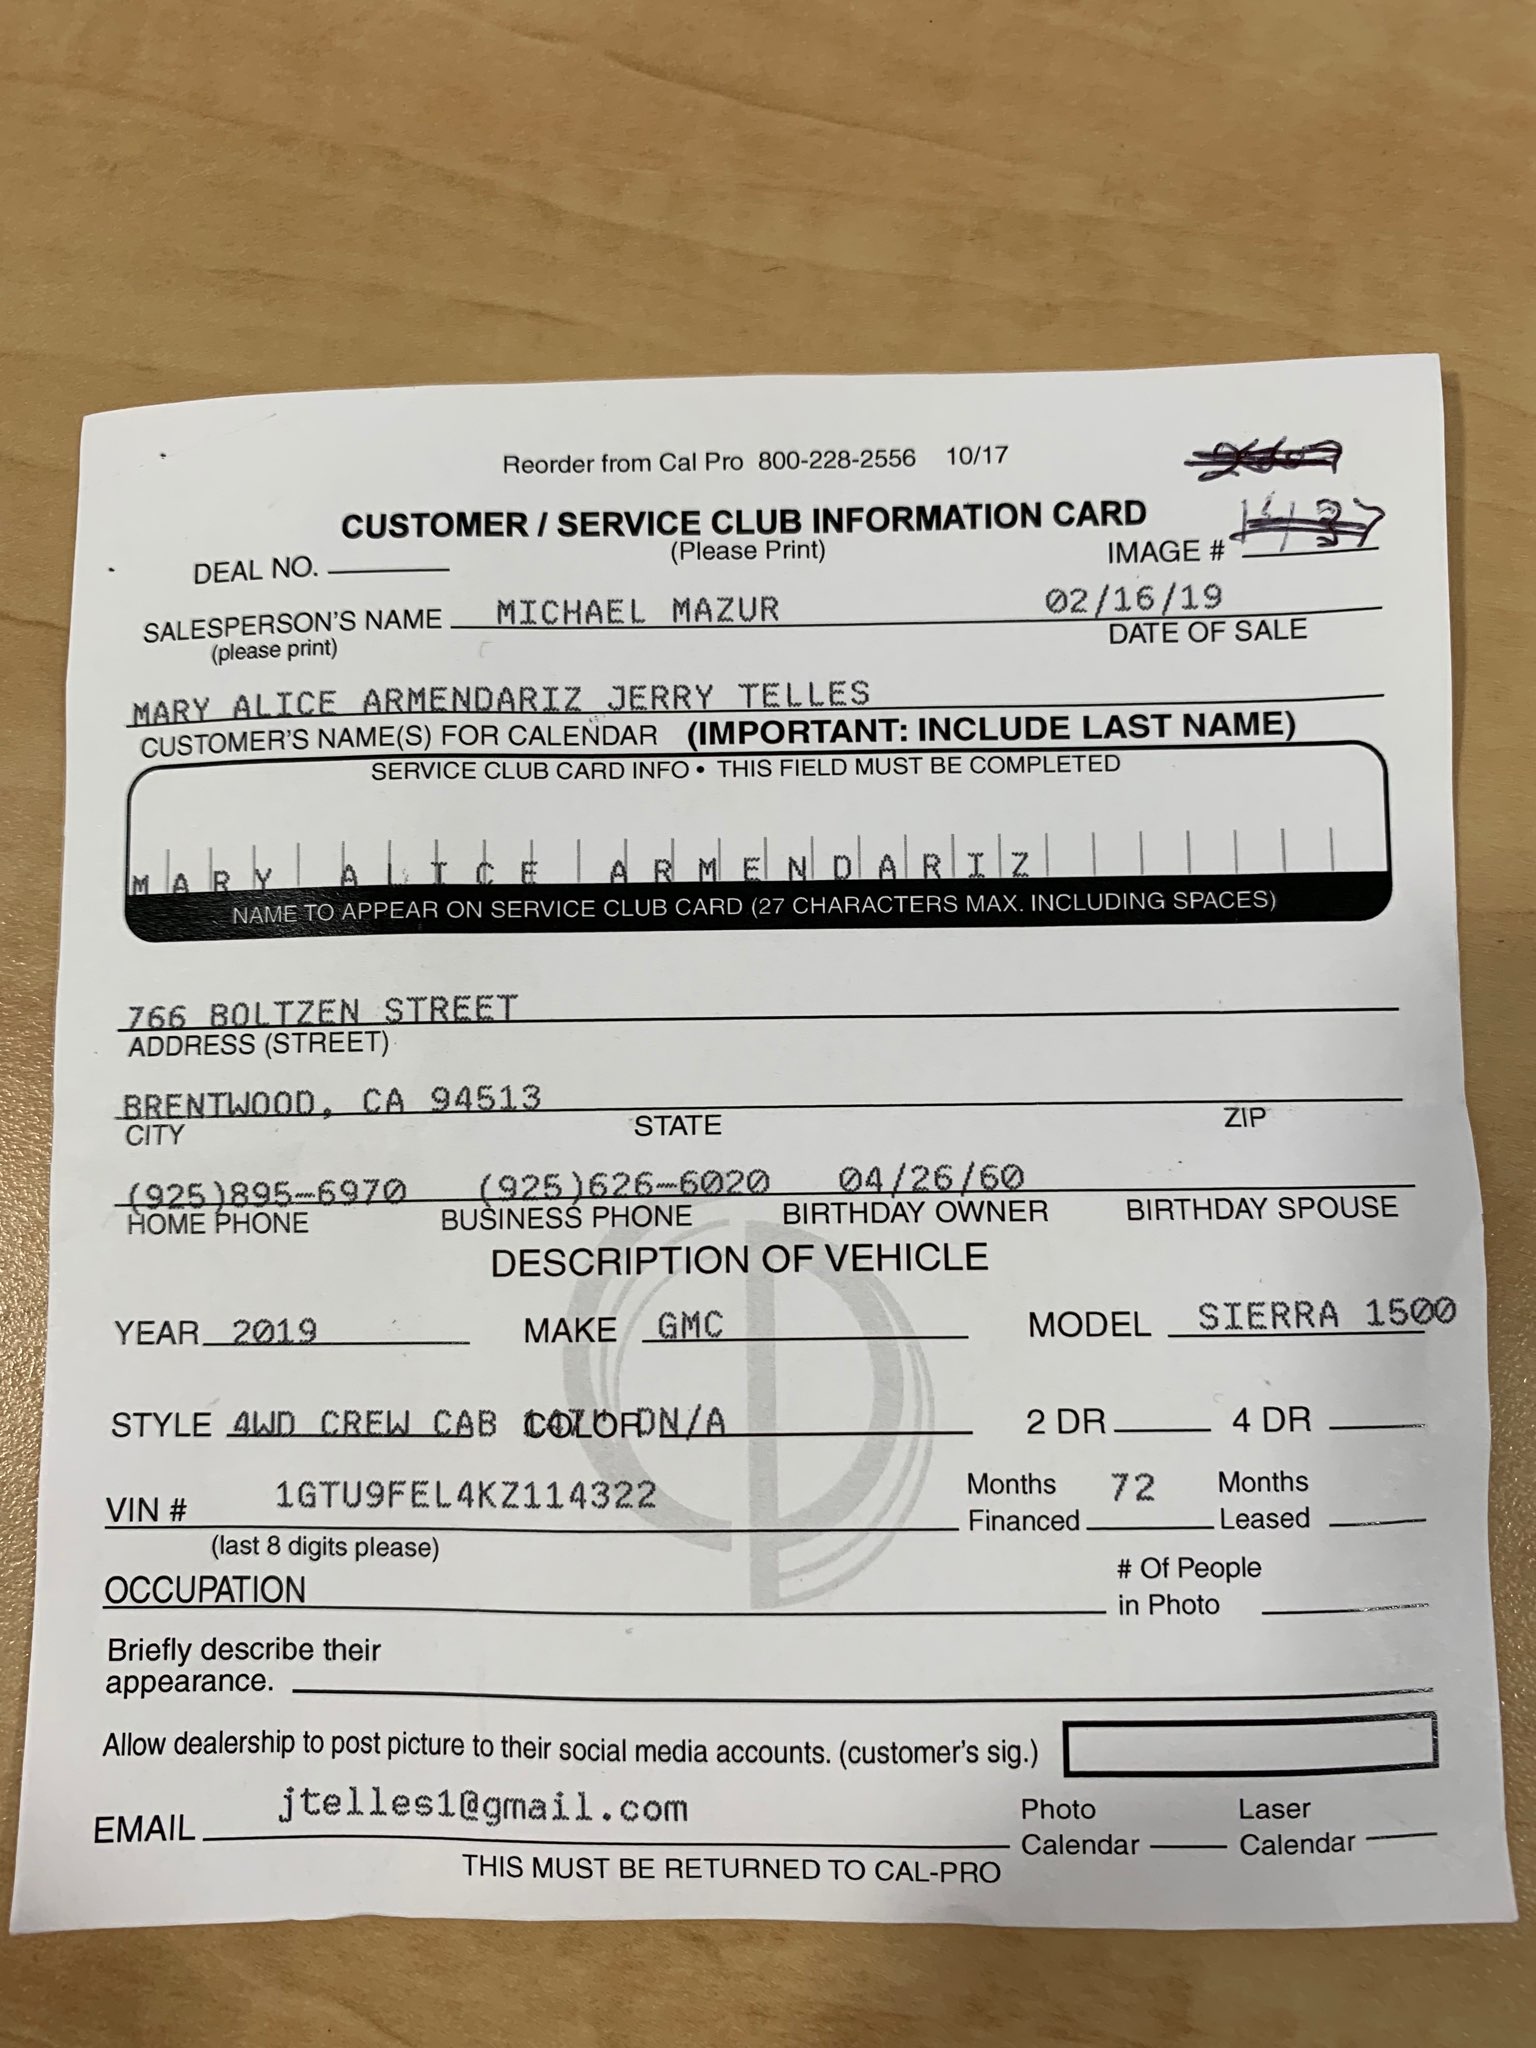 Reorder from Cal Pro 800-228-2556 10/17
CUSTOMER / SERVICE CLUB INFORMATION CARD
(Please Print)
DEAL NO.
IMAGE #
SALESPERSON'S NAME MICHAEL MAZUR 02/16/19
(please print) DATE OF SALE
MARY ALICE ARMENDARIZ JERRY TELLES
CUSTOMER'S NAME(S) FOR CALENDAR (IMPORTANT: INCLUDE LAST NAME)
SERVICE CLUB CARD INFO • THIS FIELD MUST BE COMPLETED
MARY ALICE ARMENDARIZ
NAME TO APPEAR ON SERVICE CLUB CARD (27 CHARACTERS MAX. INCLUDING SPACES)
766 BOLTZEN STREET
ADDRESS (STREET)
BRENTWOOD, CA 94513
CITY STATE ZIP
(925)895-6970 (925)626-6020 04/26/60
HOME PHONE BUSINESS PHONE BIRTHDAY OWNER BIRTHDAY SPOUSE
DESCRIPTION OF VEHICLE
YEAR 2019 MAKE GMC MODEL SIERRA 1500
STYLE 4WD CREW CAB COLOR N/A 2 DR 4 DR
VIN # 1GTU9FEL4KZ114322 Months Financed 72 Months Leased
(last 8 digits please)
OCCUPATION # Of People in Photo
Briefly describe their
appearance.
Allow dealership to post picture to their social media accounts. (customer's sig.)
EMAIL jtelles1@gmail.com Photo Calendar Laser Calendar
THIS MUST BE RETURNED TO CAL-PRO